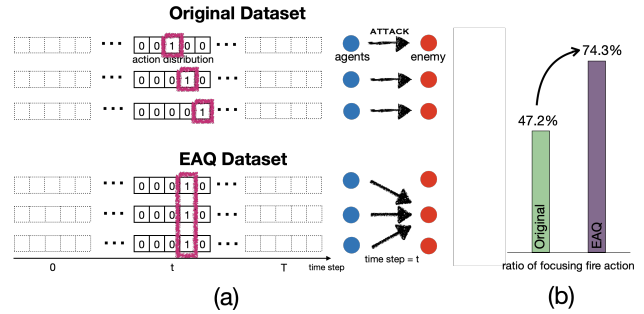 Original Dataset
... 0 0 1 0 0 ...
action distribution
... 0 0 0 1 0 ...
... 0 0 0 0 1 ...
ATTACK
agents enemy
EAQ Dataset
... 0 0 0 1 0 ...
... 0 0 0 1 0 ...
... 0 0 0 1 0 ...
0 t T time step
time step = t
(a)
74.3%
47.2%
Original
EAQ
ratio of focusing fire action
(b)